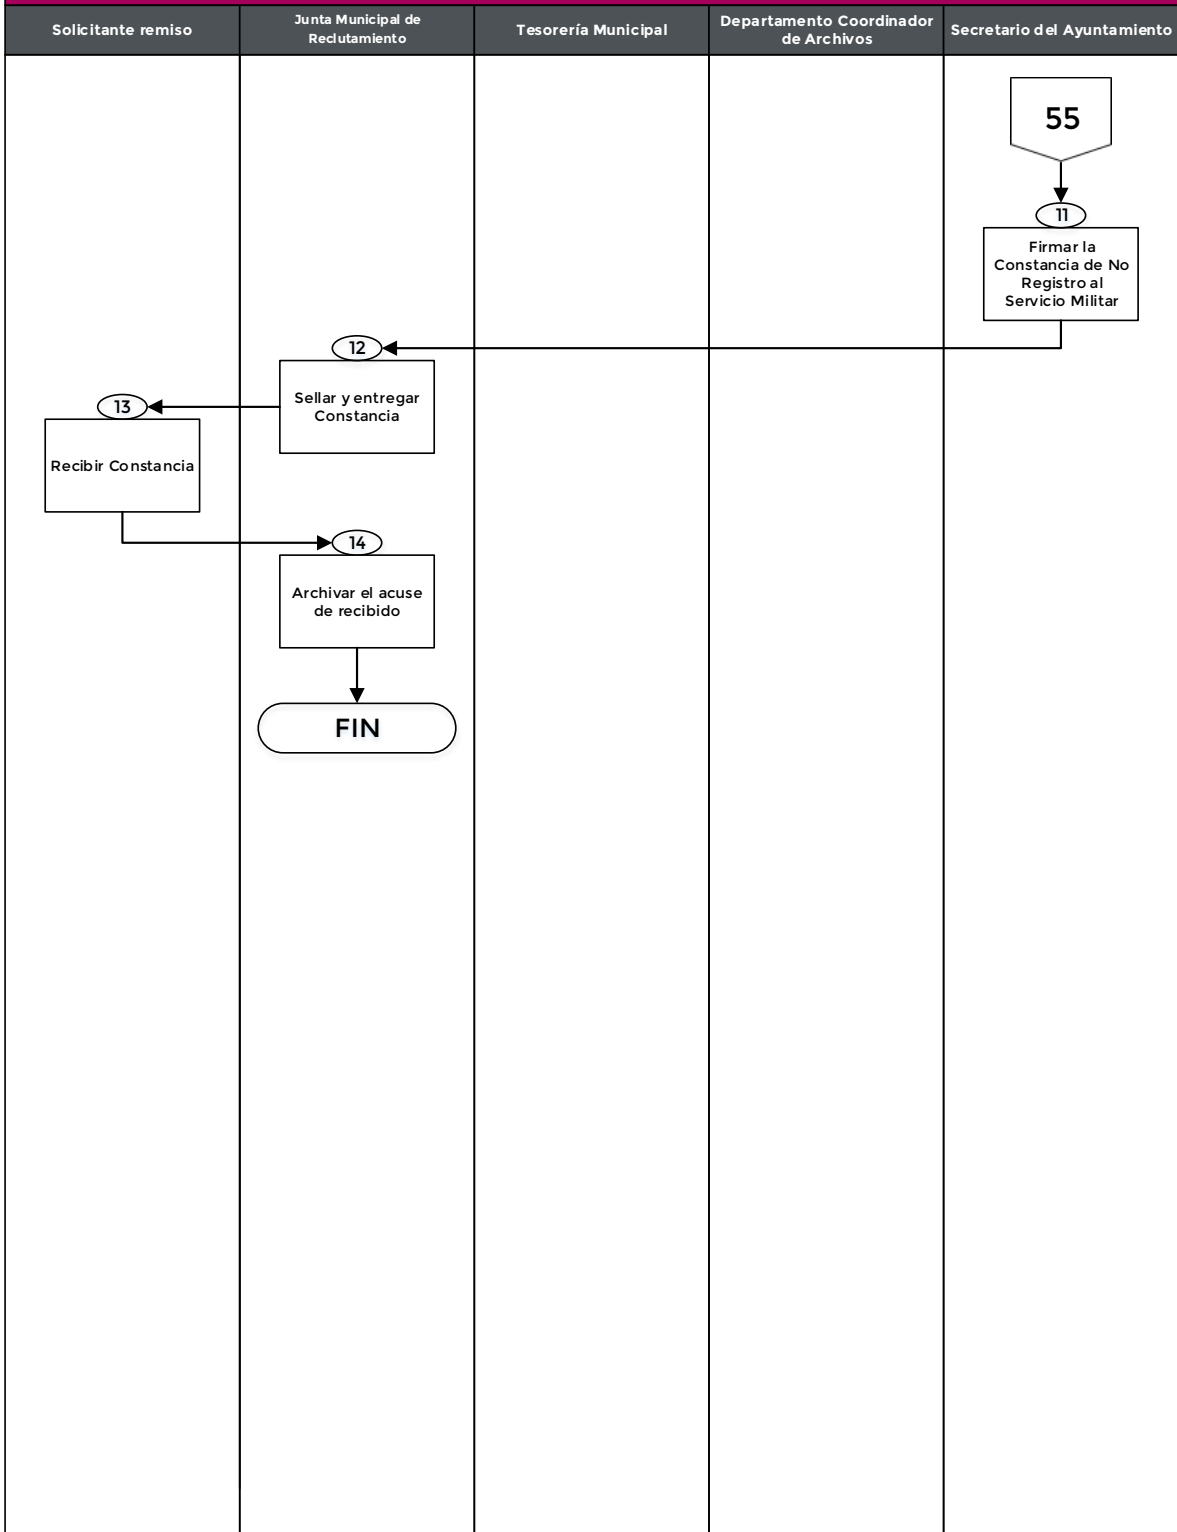 Solicitante remiso
Junta Municipal de
Reclutamiento
Tesorería Municipal
Departamento Coordinador
de Archivos
Secretario del Ayuntamiento
55
11
Firmar la
Constancia de No
Registro al
Servicio Militar
12
Sellar y entregar
Constancia
13
Recibir Constancia
14
Archivar el acuse
de recibido
FIN